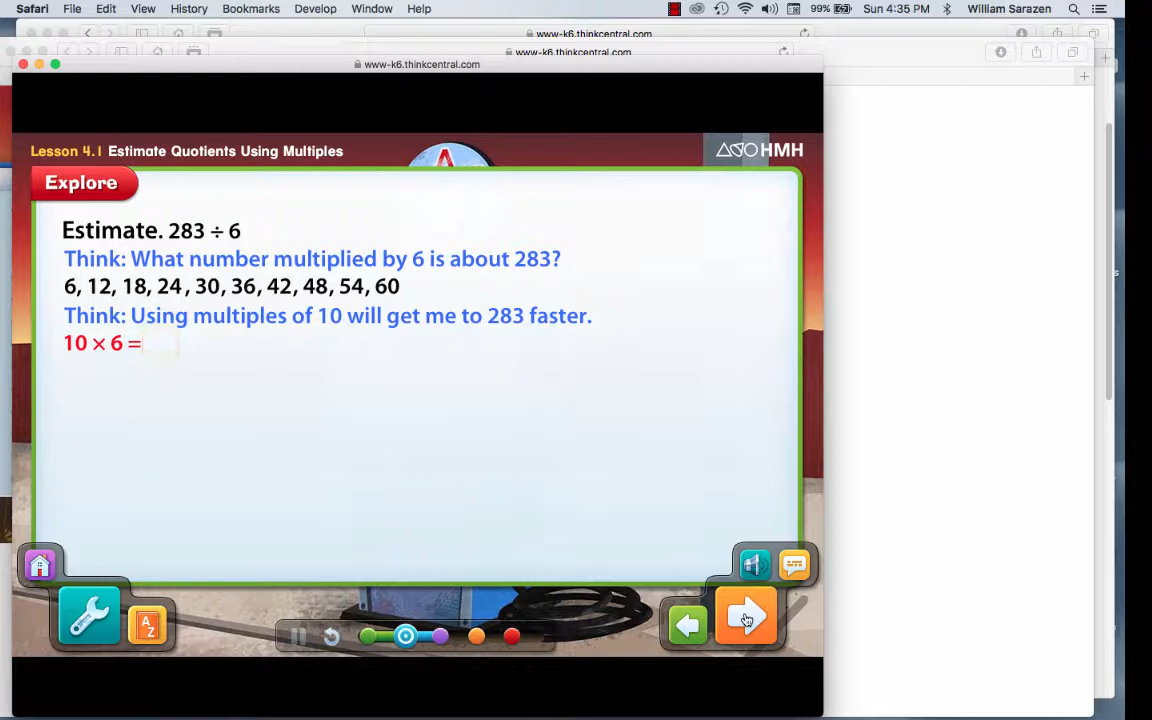 Safari File Edit View History Bookmarks Develop Window Help 99% Sun 4:35 PM William Sarazen
www-k6.thinkcentral.com
www-k6.thinkcentral.com
www-k6.thinkcentral.com
Lesson 4.1 Estimate Quotients Using Multiples HMH
Explore
Estimate. 283 ÷ 6
Think: What number multiplied by 6 is about 283?
6, 12, 18, 24, 30, 36, 42, 48, 54, 60
Think: Using multiples of 10 will get me to 283 faster.
10 × 6 =
A
Z